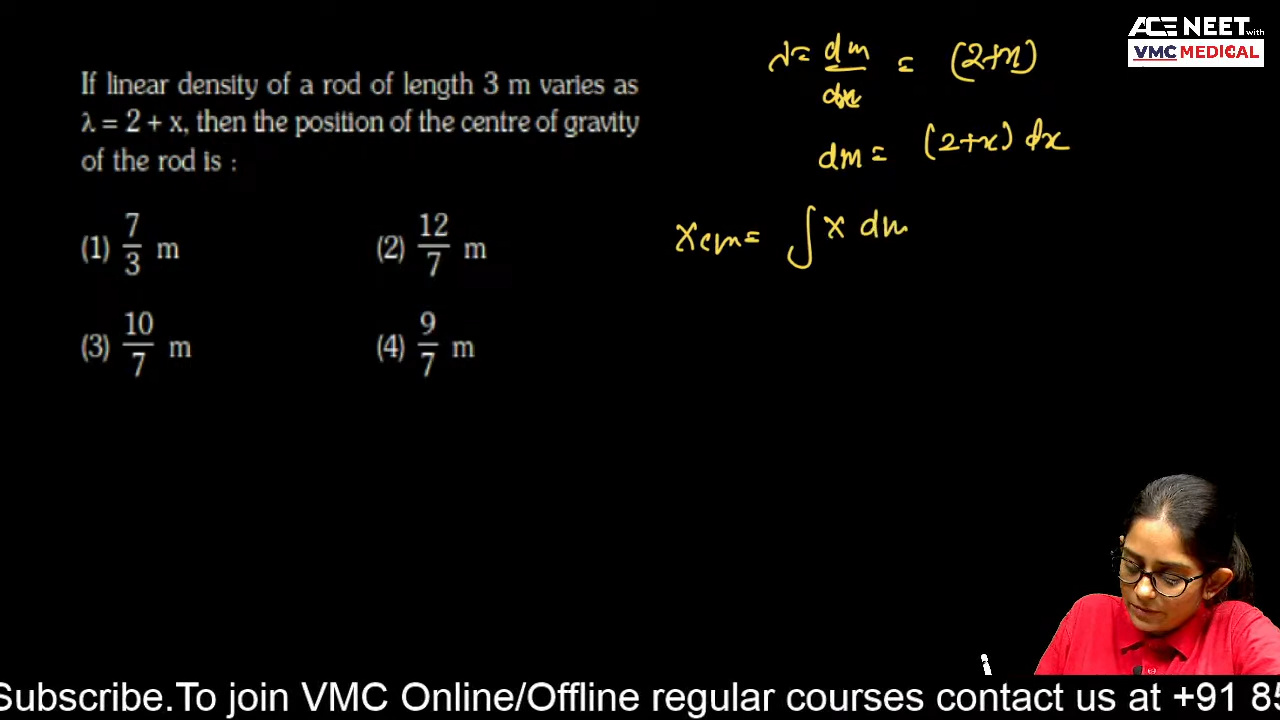 ACE NEET with
VMC MEDICAL
If linear density of a rod of length 3 m varies as
λ = 2 + x, then the position of the centre of gravity
of the rod is :
(1) 7/3 m
(2) 12/7 m
(3) 10/7 m
(4) 9/7 m
λ = dm/dx = (2+x)
dm = (2+x) dx
xcm = ∫ x dm
Subscribe.To join VMC Online/Offline regular courses contact us at +91 85